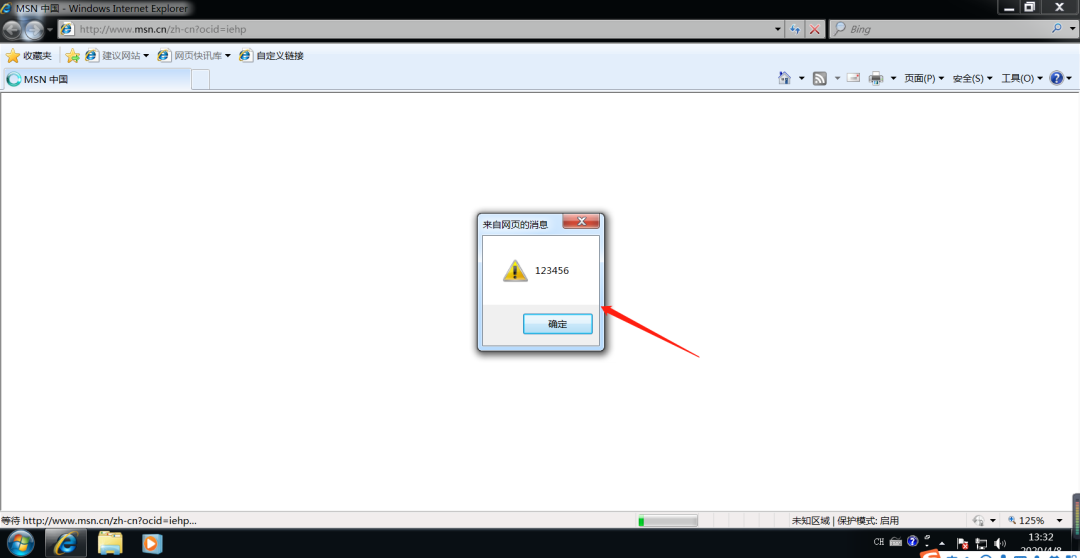 MSN 中国 - Windows Internet Explorer
http://www.msn.cn/zh-cn?ocid=iehp
Bing
收藏夹 建议网站 网页快讯库 自定义链接
MSN 中国
页面(P) 安全(S) 工具(O)
来自网页的消息
123456
确定
等待 http://www.msn.cn/zh-cn?ocid=iehp...
未知区域 | 保护模式: 启用
125%
CH
13:32
2020/4/8